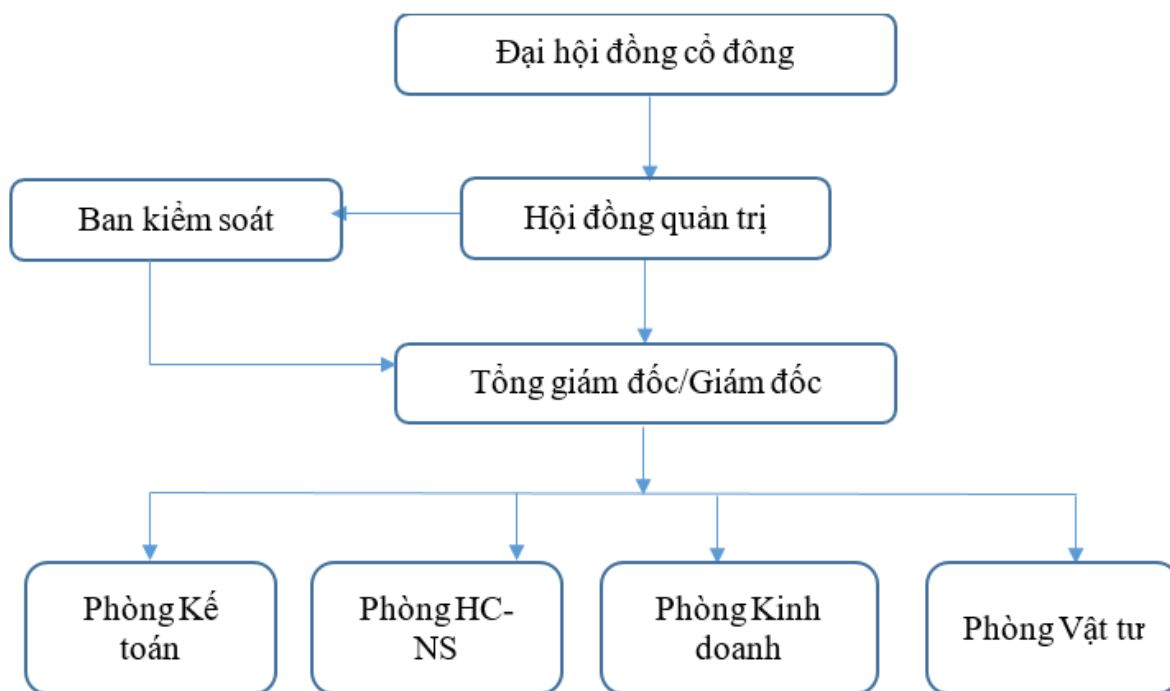 Đại hội đồng cổ đông
Ban kiểm soát
Hội đồng quản trị
Tổng giám đốc/Giám đốc
Phòng Kế
toán
Phòng HC-
NS
Phòng Kinh
doanh
Phòng Vật tư